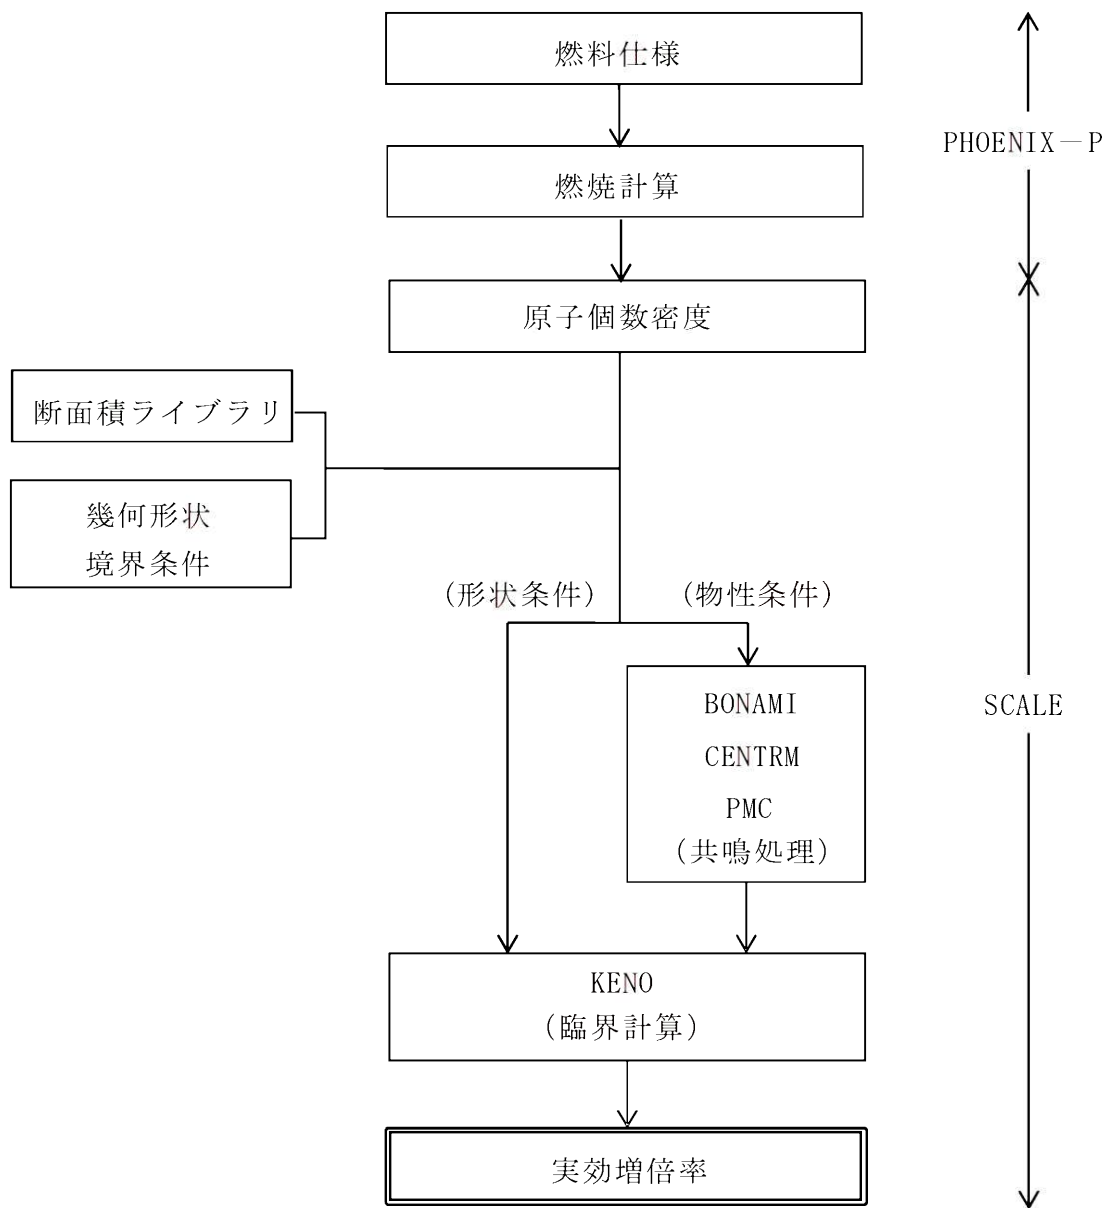 燃料仕様
PHOENIX－P
燃焼計算
原子個数密度
断面積ライブラリ
幾何形状
境界条件
(形状条件)
(物性条件)
BONAMI
CENTRM
PMC
(共鳴処理)
SCALE
KENO
(臨界計算)
実効増倍率